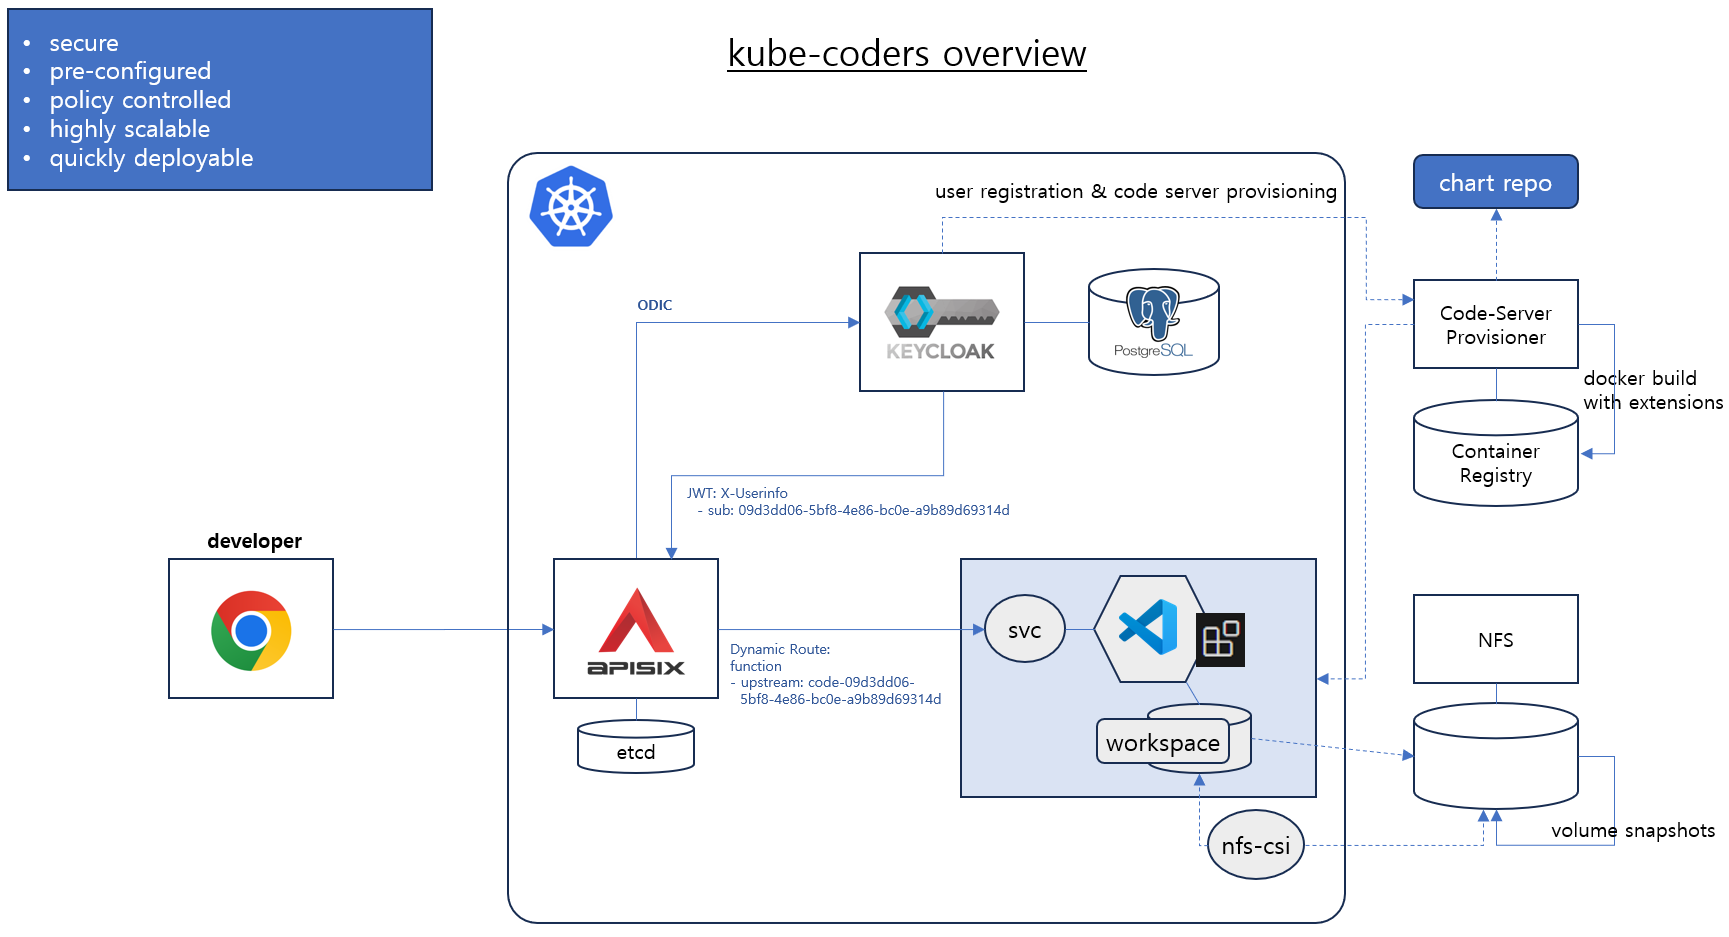 • secure
• pre-configured
• policy controlled
• highly scalable
• quickly deployable
kube-coders overview
user registration & code server provisioning
chart repo
ODIC
KEYCLOAK
PostgreSQL
Code-Server
Provisioner
docker build
with extensions
Container
Registry
JWT: X-Userinfo
- sub: 09d3dd06-5bf8-4e86-bc0e-a9b89d69314d
developer
APISIX
Dynamic Route:
function
- upstream: code-09d3dd06-
5bf8-4e86-bc0e-a9b89d69314d
etcd
svc
workspace
nfs-csi
NFS
volume snapshots